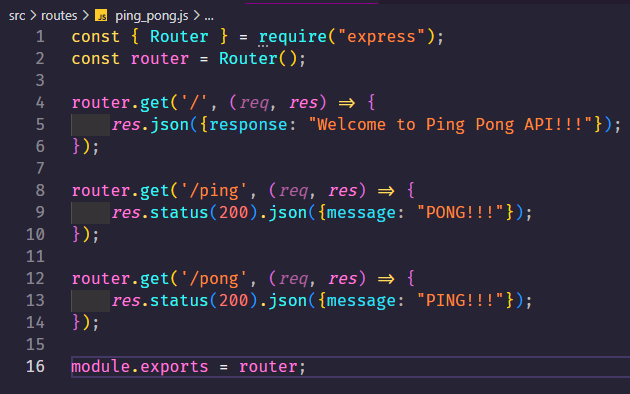 src > routes > JS ping_pong.js > ...
1 const { Router } = require("express");
2 const router = Router();
3
4 router.get('/', (req, res) => {
5     res.json({response: "Welcome to Ping Pong API!!!"});
6 });
7
8 router.get('/ping', (req, res) => {
9     res.status(200).json({message: "PONG!!!"});
10 });
11
12 router.get('/pong', (req, res) => {
13     res.status(200).json({message: "PING!!!"});
14 });
15
16 module.exports = router;